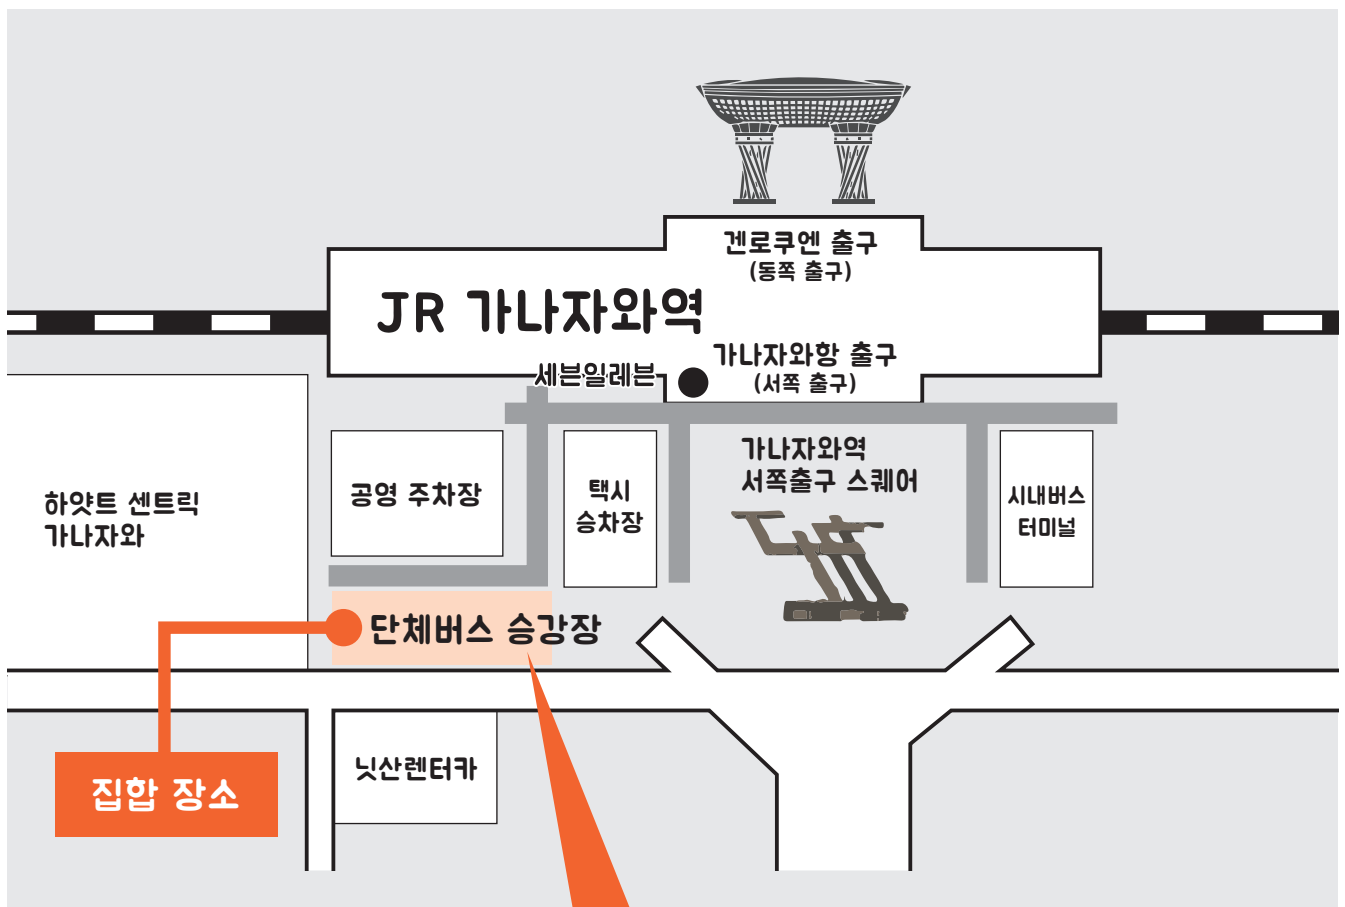 겐로쿠엔 출구
(동쪽 출구)
JR 가나자와역
가나자와항 출구
(서쪽 출구)
세븐일레븐
가나자와역
서쪽출구 스퀘어
하얏트 센트릭
가나자와
공영 주차장
택시
승차장
시내버스
터미널
단체버스 승강장
닛산렌터카
집합 장소